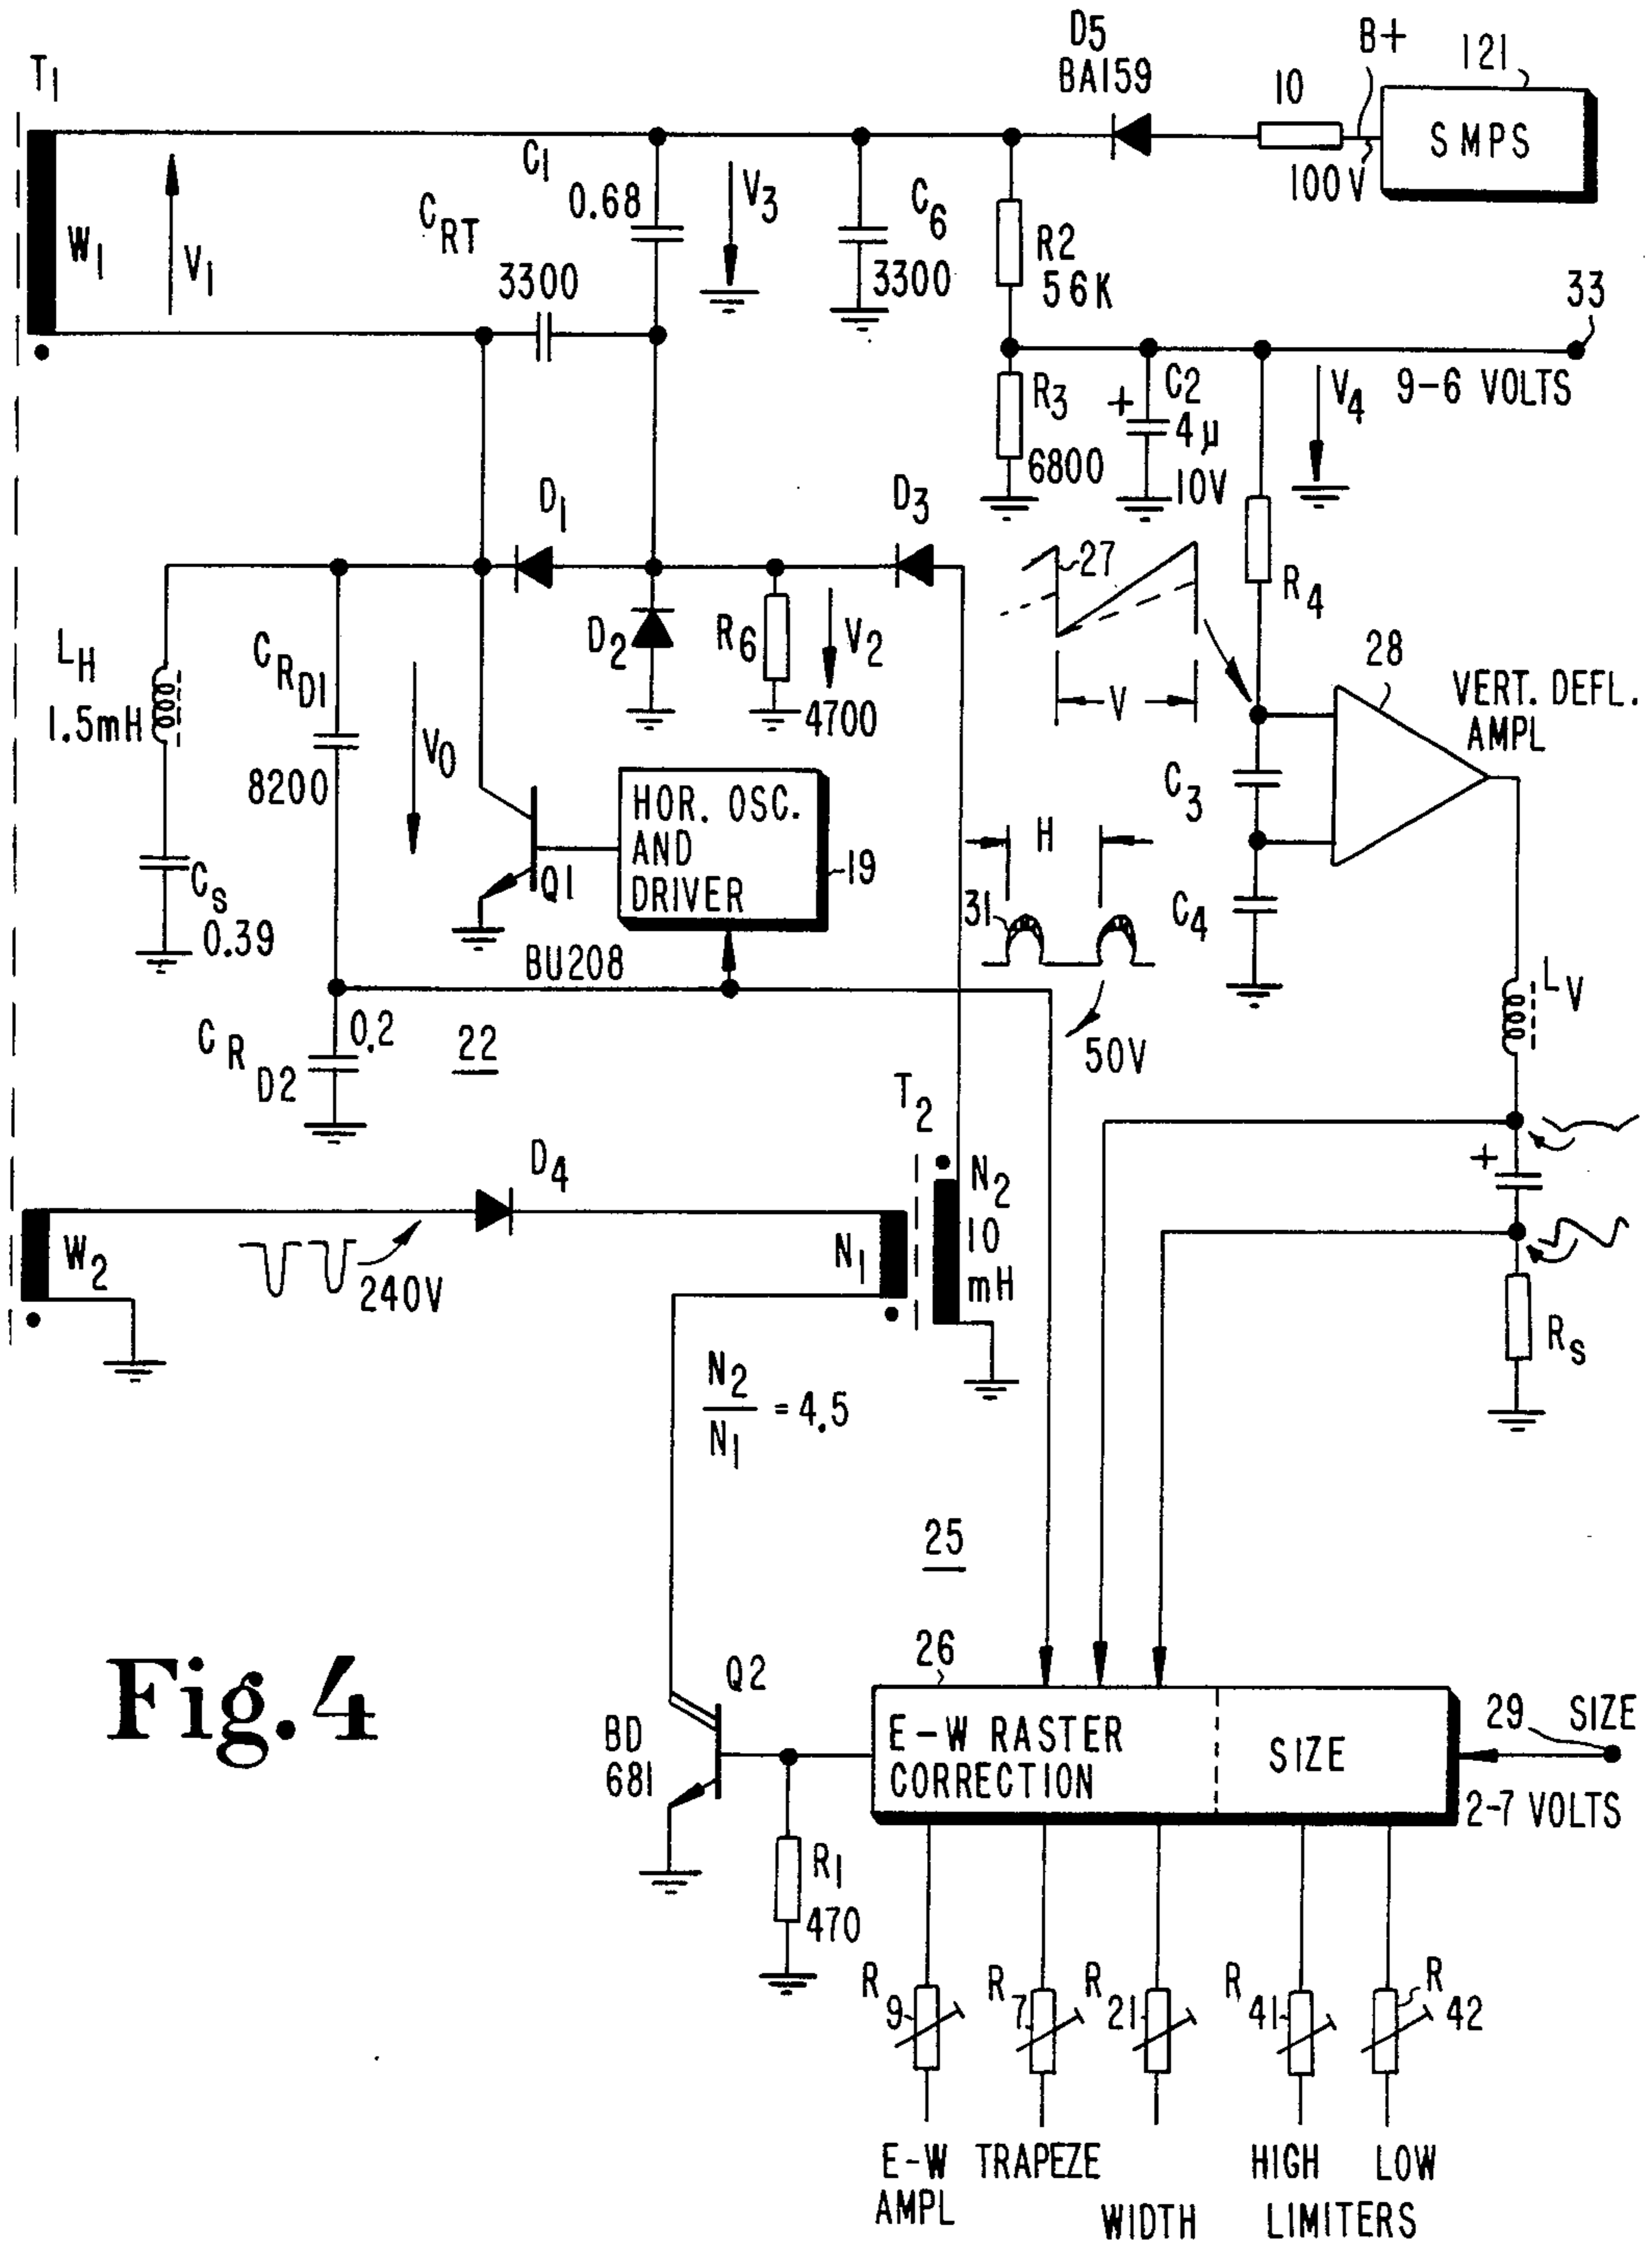 T1
W1
V1
CRT
3300
C1
0.68
V3
C6
3300
D5
BA159
10
B+
100V
121
SMPS
R2
56K
33
9-6 VOLTS
R3
6800
C2
+
4μ
10V
V4
D1
D3
27
R4
LH
1.5mH
CRD1
8200
V0
D2
R6
4700
V2
V
28
VERT. DEFL.
AMPL
C3
Q1
HOR. OSC.
AND
DRIVER
19
H
31
Cs
0.39
BU208
C4
LV
CR
D2
0.2
22
50V
T2
D4
N2
10
mH
+
W2
240V
N1
Rs
N2
N1
= 4.5
25
26
Q2
BD
681
E-W RASTER
CORRECTION
SIZE
29
SIZE
2-7 VOLTS
R1
470
R9
R7
R21
R41
R42
E-W
AMPL
TRAPEZE
WIDTH
HIGH
LOW
LIMITERS
Fig.4